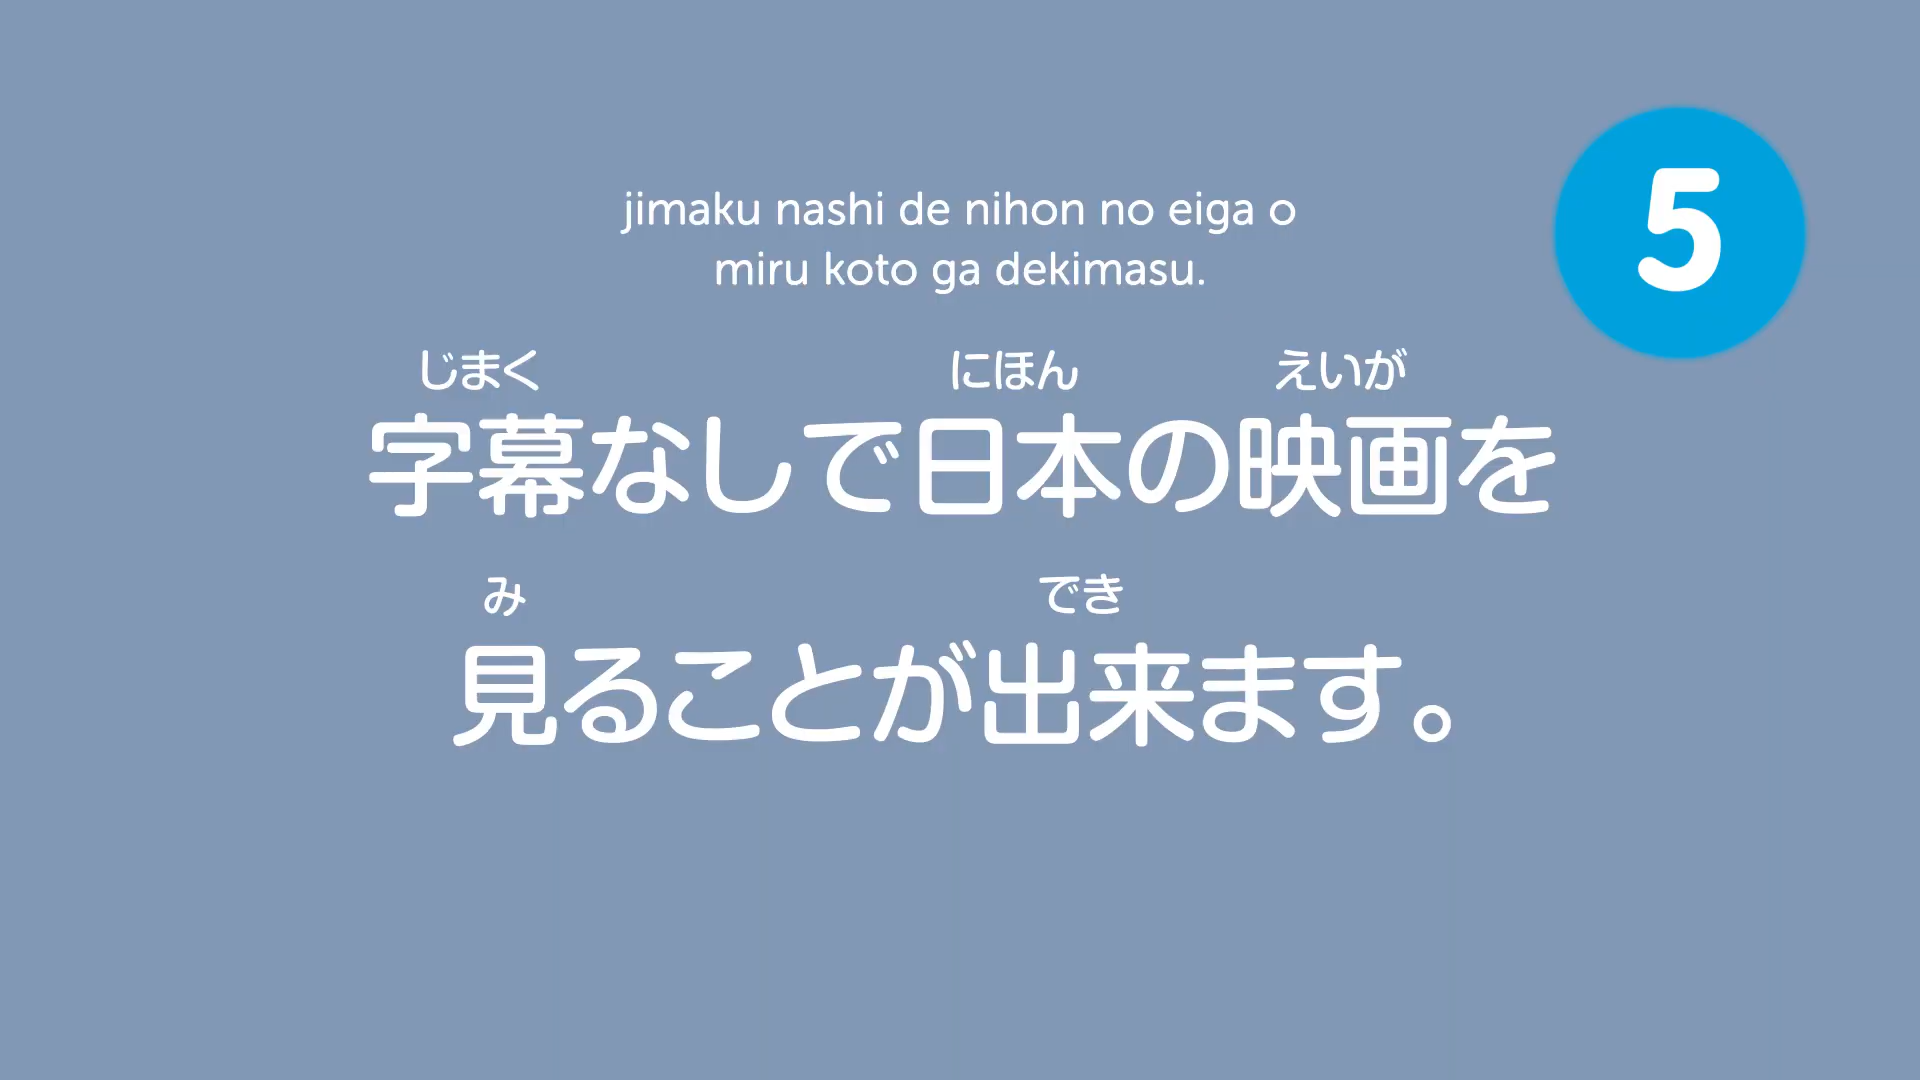 jimaku nashi de nihon no eiga o
miru koto ga dekimasu.
5
じまく にほん えいが
字幕なしで日本の映画を
み でき
見ることが出来ます。